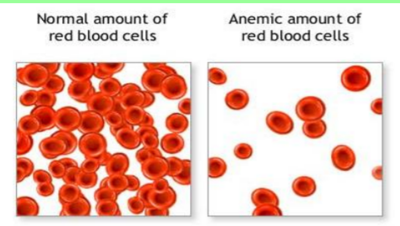 Normal amount of
red blood cells
Anemic amount of
red blood cells